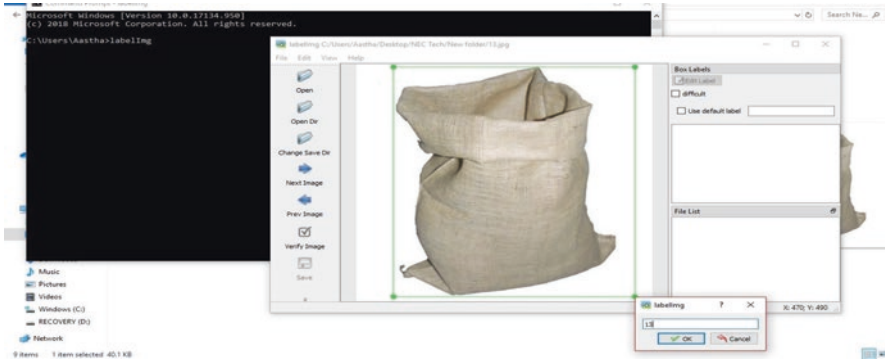 Microsoft Windows [Version 10.0.17134.950]
(c) 2018 Microsoft Corporation. All rights reserved.
C:\Users\Aastha>labelImg
Search Ne...
labelImg C:/Users/Aastha/Desktop/NEC Tech/New folder/13.jpg
File Edit View Help
Open
Open Dir
Change Save Dir
Next Image
Prev Image
Verify Image
Save
Box Labels
Edit Label
difficult
Use default label
File List
X: 470; Y: 490
labelImg ? X
13
OK Cancel
Music
Pictures
Videos
Windows (C:)
RECOVERY (D:)
Network
9 items 1 item selected 40.1 KB